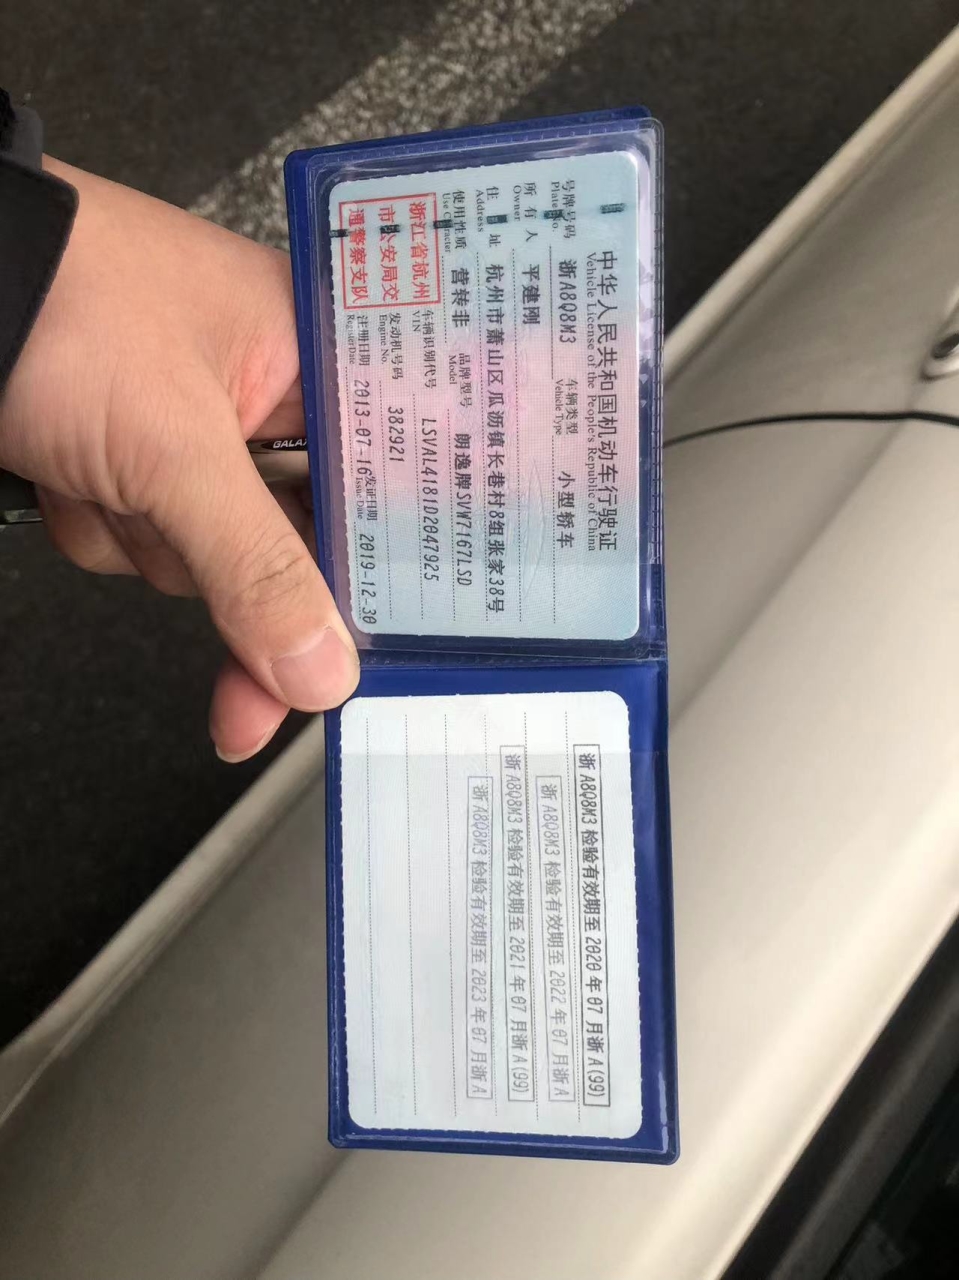 中华人民共和国机动车行驶证
Vehicle License of the People's Republic of China
号牌号码 浙A8Q8M3 车辆类型 小型轿车
Plate No. Vehicle Type
所有人 平建刚
Owner
住址 杭州市萧山区瓜沥镇长巷村8组张家38号
Address
使用性质 营转非 品牌型号 朗逸牌SVW7167LSD
Use Character Model
浙江省杭州
市公安局交
通警察支队
车辆识别代号 LSVAL4181D2047925
VIN
发动机号码 382921
Engine No.
注册日期 2013-07-16 发证日期 2019-12-30
Register Date Issue Date
浙A8Q8M3 检验有效期至 2020年07月浙A(99)
浙A8Q8M3 检验有效期至 2022年07月浙A
浙A8Q8M3 检验有效期至 2021年07月浙A(99)
浙A8Q8M3 检验有效期至 2023年07月浙A